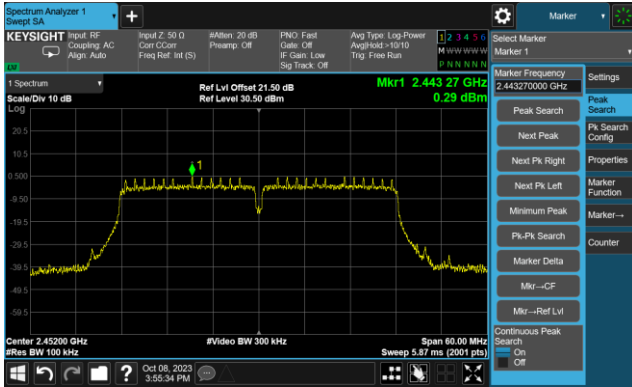 Spectrum Analyzer 1
Swept SA
Marker
KEYSIGHT
Input: RF
Coupling: AC
Align: Auto
Input Z: 50 Ω
Corr CCorr
Freq Ref: Int (S)
#Atten: 20 dB
Preamp: Off
PNO: Fast
Gate: Off
IF Gain: Low
Sig Track: Off
Avg Type: Log-Power
Avg|Hold:>10/10
Trig: Free Run
1 2 3 4 5 6
M W W W W W
P N N N N N
Select Marker
Marker 1
1 Spectrum
Scale/Div 10 dB
Log
Ref Lvl Offset 21.50 dB
Ref Level 30.50 dBm
Mkr1 2.443 27 GHz
0.29 dBm
20.5
10.5
0.500
-9.50
-19.5
-29.5
-39.5
-49.5
-59.5
1
Center 2.45200 GHz
#Res BW 100 kHz
#Video BW 300 kHz
Span 60.00 MHz
Sweep 5.87 ms (2001 pts)
Marker Frequency
2.443270000 GHz
Peak Search
Next Peak
Next Pk Right
Next Pk Left
Minimum Peak
Pk-Pk Search
Marker Delta
Mkr→CF
Mkr→Ref Lvl
Continuous Peak
Search
On
Off
Settings
Peak
Search
Pk Search
Config
Properties
Marker
Function
Marker→
Counter
?
Oct 08, 2023
3:55:34 PM